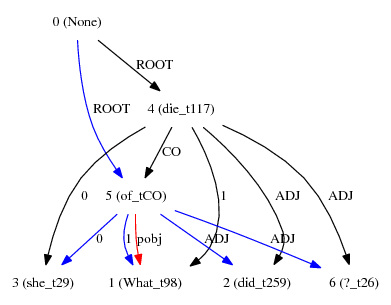 0 (None)
ROOT
ROOT
4 (die_t117)
CO
0
5 (of_tCO)
1
ADJ
ADJ
0
1
pobj
ADJ
ADJ
3 (she_t29)
1 (What_t98)
2 (did_t259)
6 (?_t26)